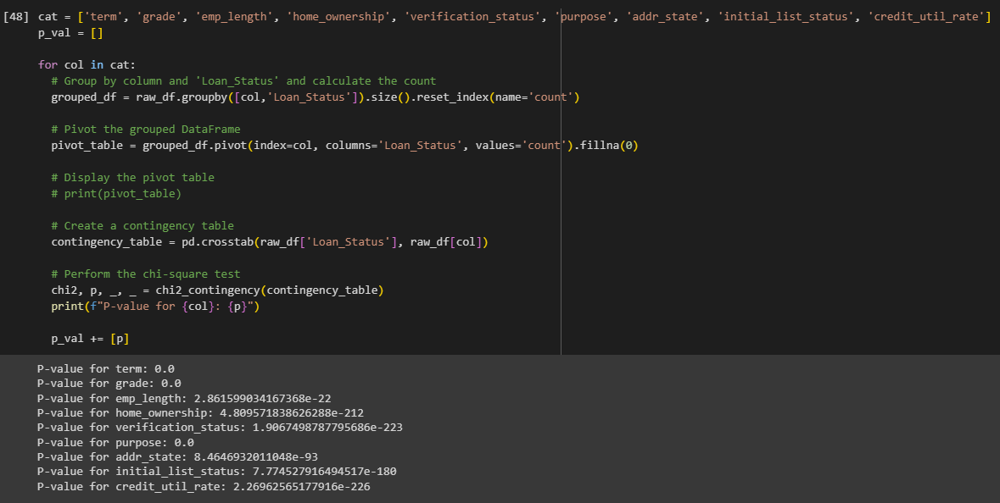 [48] cat = ['term', 'grade', 'emp_length', 'home_ownership', 'verification_status', 'purpose', 'addr_state', 'initial_list_status', 'credit_util_rate']
p_val = []
for col in cat:
# Group by column and 'Loan_Status' and calculate the count
grouped_df = raw_df.groupby([col,'Loan_Status']).size().reset_index(name='count')
# Pivot the grouped DataFrame
pivot_table = grouped_df.pivot(index=col, columns='Loan_Status', values='count').fillna(0)
# Display the pivot table
# print(pivot_table)
# Create a contingency table
contingency_table = pd.crosstab(raw_df['Loan_Status'], raw_df[col])
# Perform the chi-square test
chi2, p, _, _ = chi2_contingency(contingency_table)
print(f"P-value for {col}: {p}")
p_val += [p]
P-value for term: 0.0
P-value for grade: 0.0
P-value for emp_length: 2.861599034167368e-22
P-value for home_ownership: 4.809571838626288e-212
P-value for verification_status: 1.9067498787795686e-223
P-value for purpose: 0.0
P-value for addr_state: 8.4646932011048e-93
P-value for initial_list_status: 7.774527916494517e-180
P-value for credit_util_rate: 2.26962565177916e-226